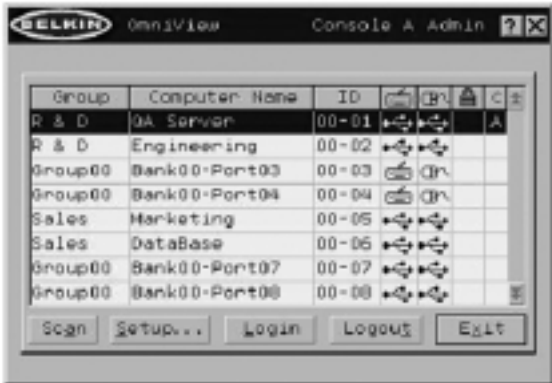 BELKIN OmniView Console A Admin ? X
Group Computer Name ID C
R & D QA Server 00-01 A
R & D Engineering 00-02
Group00 Bank00-Port03 00-03
Group00 Bank00-Port04 00-04
Sales Marketing 00-05
Sales DataBase 00-06
Group00 Bank00-Port07 00-07
Group00 Bank00-Port08 00-08
Scan Setup... Login Logout Exit